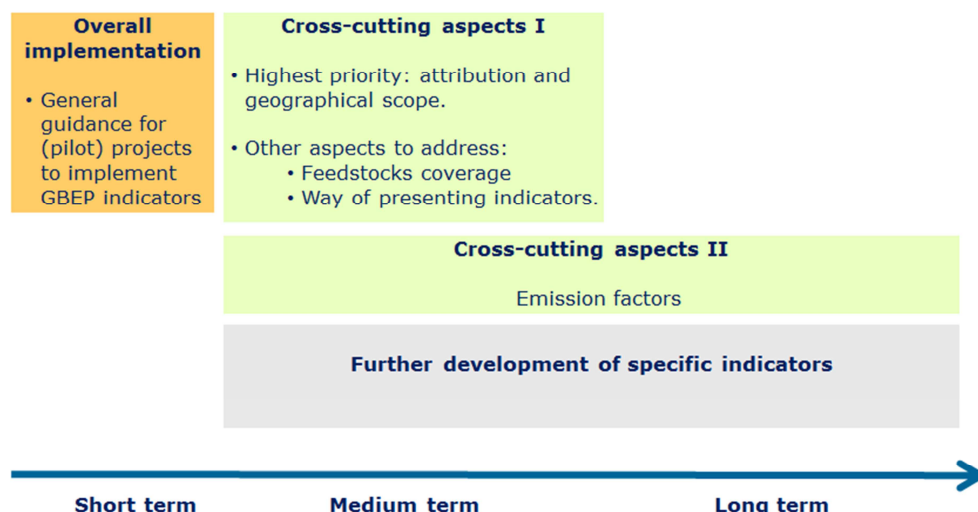 Overall
implementation
• General
guidance for
(pilot) projects
to implement
GBEP indicators
Cross-cutting aspects I
• Highest priority: attribution and
geographical scope.
• Other aspects to address:
• Feedstocks coverage
• Way of presenting indicators.
Cross-cutting aspects II
Emission factors
Further development of specific indicators
Short term
Medium term
Long term